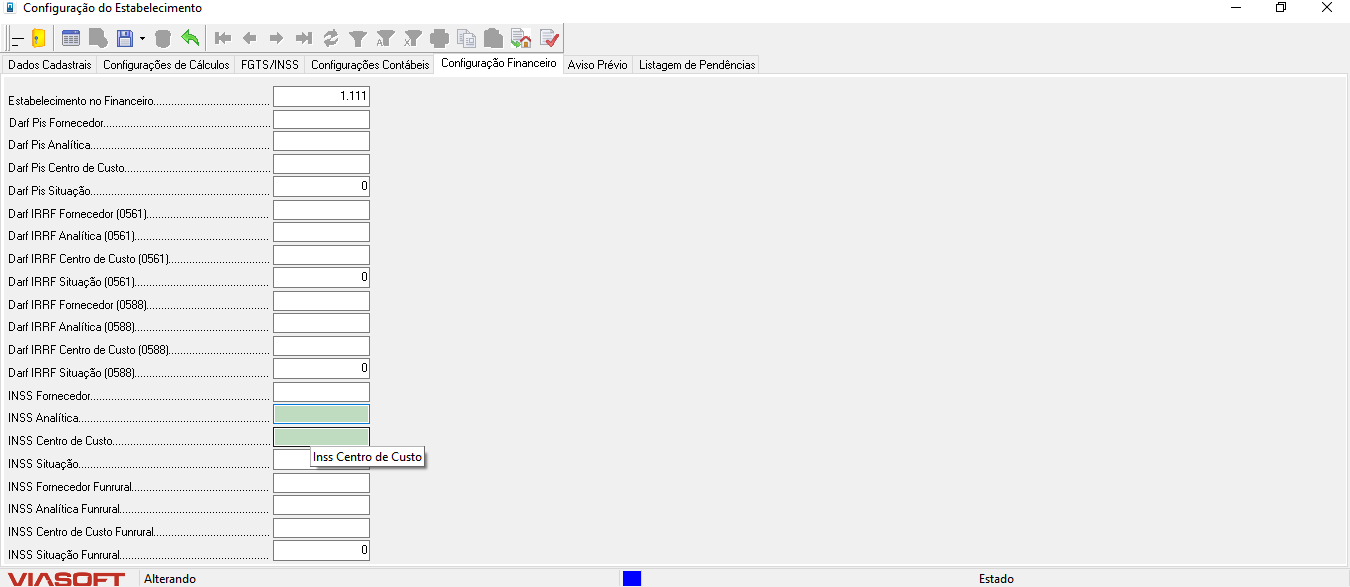 Configuração do Estabelecimento
Dados Cadastrais Configurações de Cálculos FGTS/INSS Configurações Contábeis Configuração Financeiro Aviso Prévio Listagem de Pendências
Estabelecimento no Financeiro 1.111
Darf Pis Fornecedor
Darf Pis Analítica
Darf Pis Centro de Custo
Darf Pis Situação 0
Darf IRRF Fornecedor (0561)
Darf IRRF Analítica (0561)
Darf IRRF Centro de Custo (0561)
Darf IRRF Situação (0561) 0
Darf IRRF Fornecedor (0588)
Darf IRRF Analítica (0588)
Darf IRRF Centro de Custo (0588)
Darf IRRF Situação (0588) 0
INSS Fornecedor
INSS Analítica
INSS Centro de Custo
Inss Centro de Custo
INSS Situação
INSS Fornecedor Funrural
INSS Analítica Funrural
INSS Centro de Custo Funrural
INSS Situação Funrural 0
VIASOFT Alterando Estado